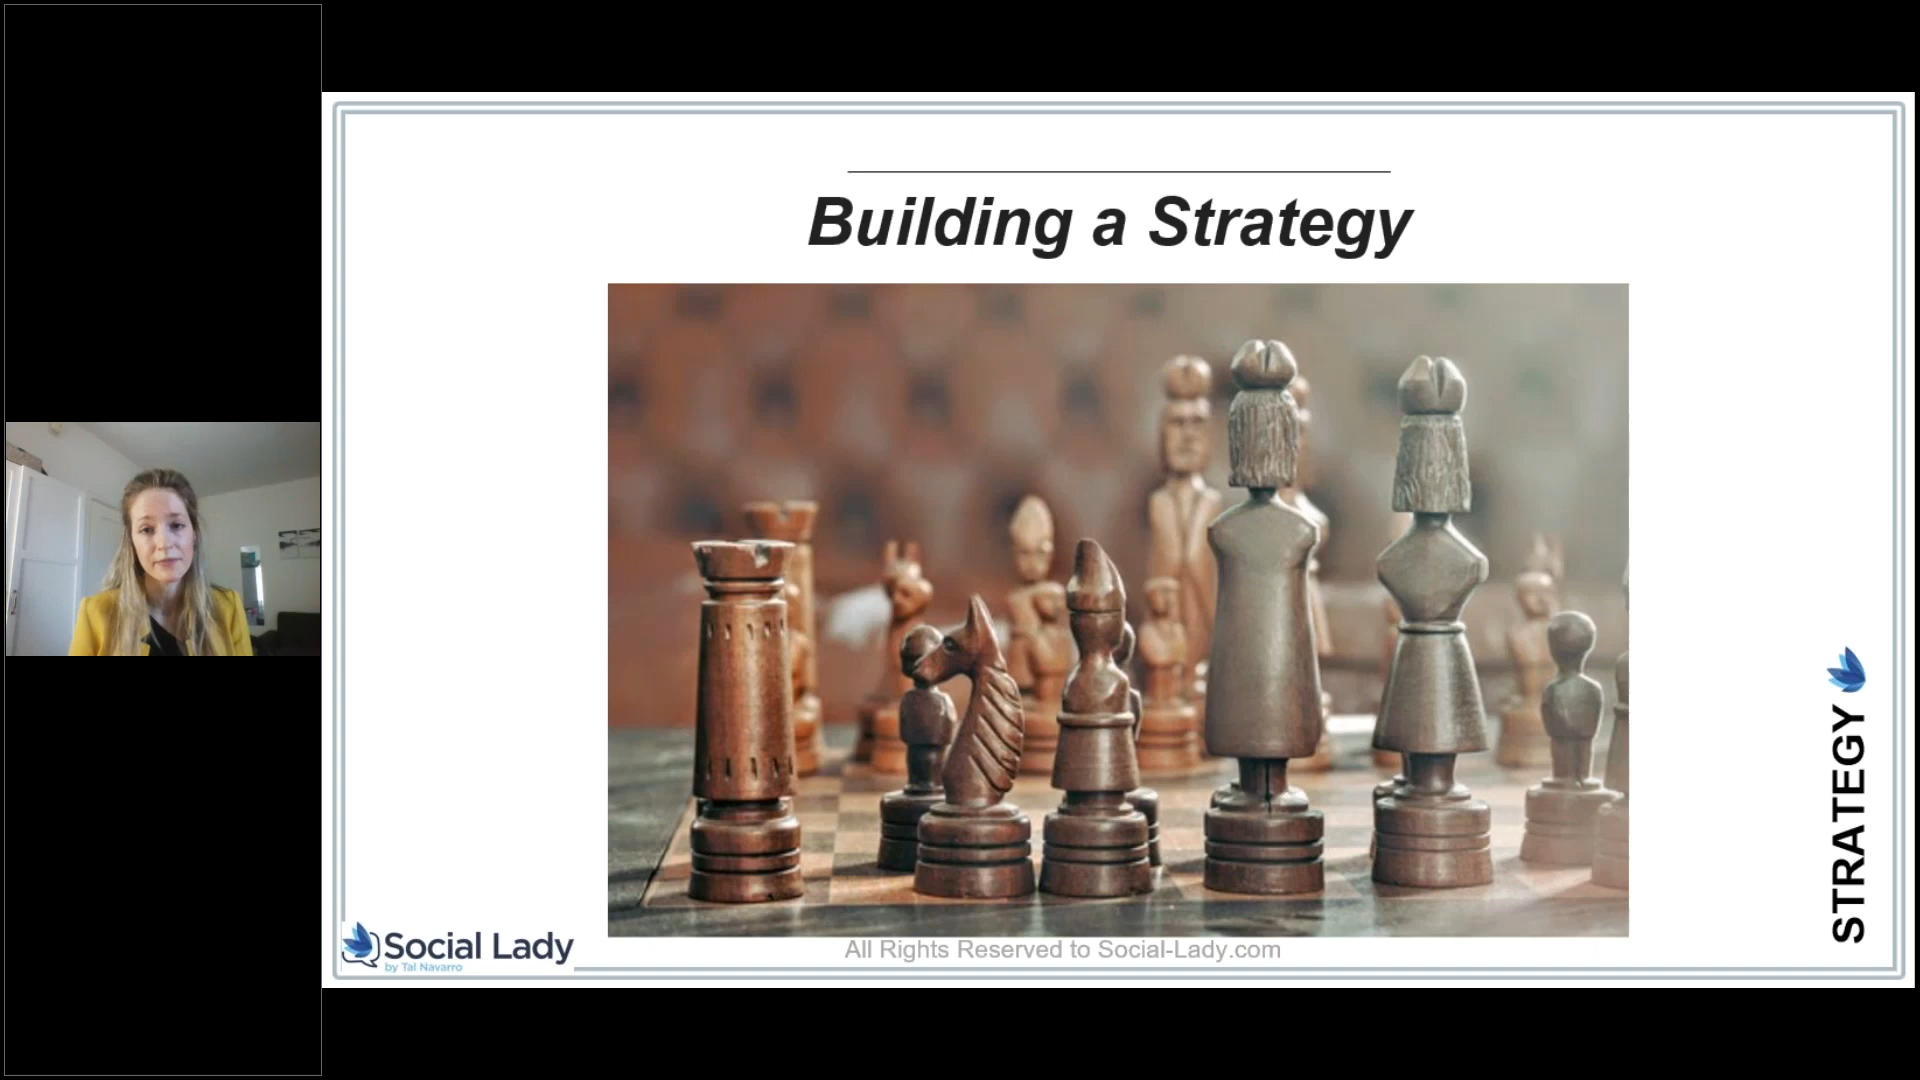 Building a Strategy
STRATEGY
Social Lady
by Tal Navarro
All Rights Reserved to Social-Lady.com